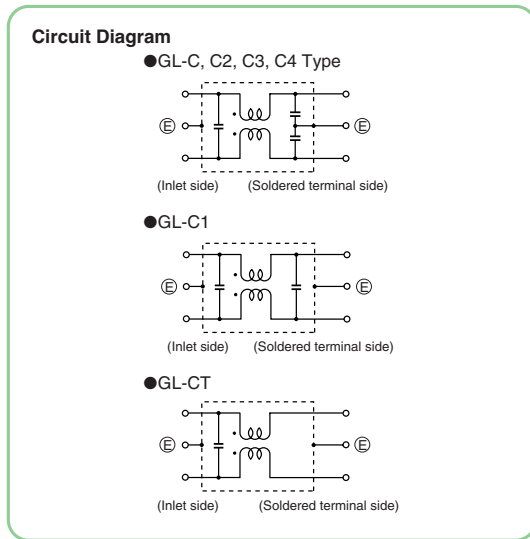 Circuit Diagram
●GL-C, C2, C3, C4 Type
Ⓔ Ⓔ
(Inlet side) (Soldered terminal side)
●GL-C1
Ⓔ Ⓔ
(Inlet side) (Soldered terminal side)
●GL-CT
Ⓔ Ⓔ
(Inlet side) (Soldered terminal side)